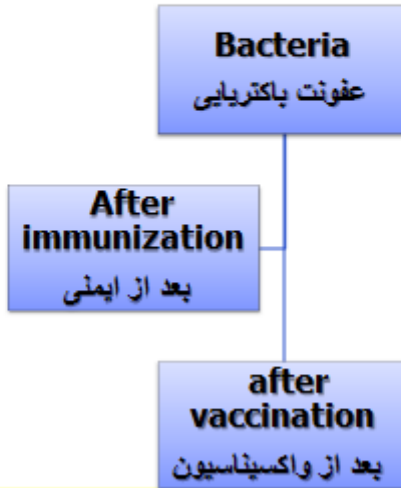 Bacteria
عفونت باکتریایی
After
immunization
بعد از ایمنی
after
vaccination
بعد از واکسیناسیون